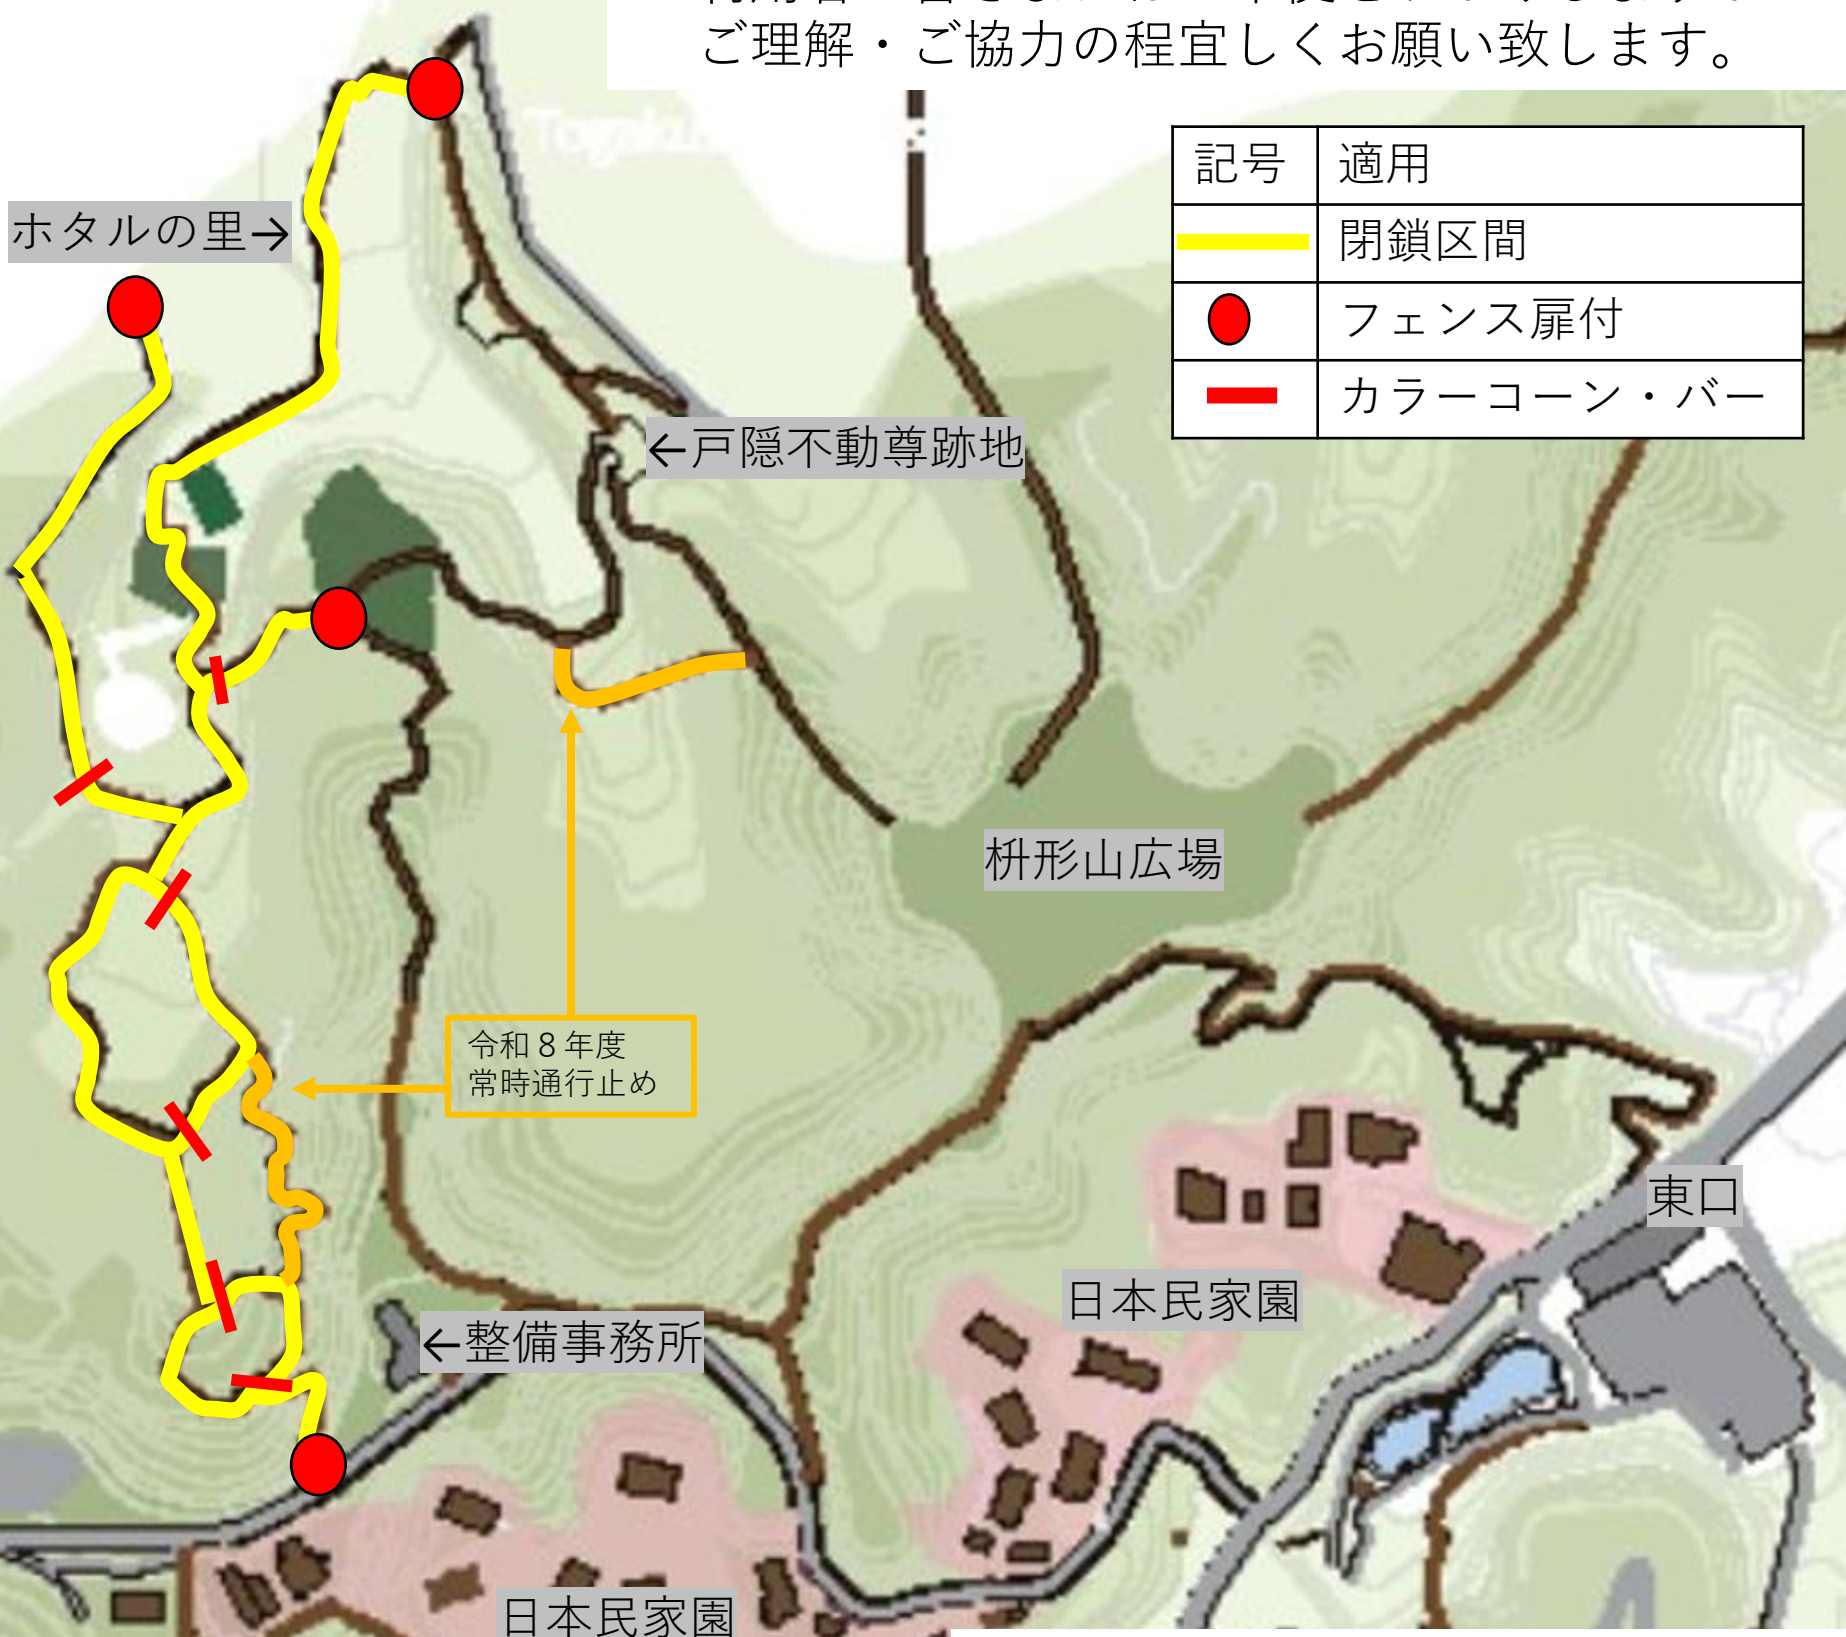 ご理解・ご協力の程宜しくお願い致します。
記号 適用
閉鎖区間
フェンス扉付
カラーコーン・バー
ホタルの里→
←戸隠不動尊跡地
枡形山広場
令和８年度
常時通行止め
東口
日本民家園
←整備事務所
日本民家園